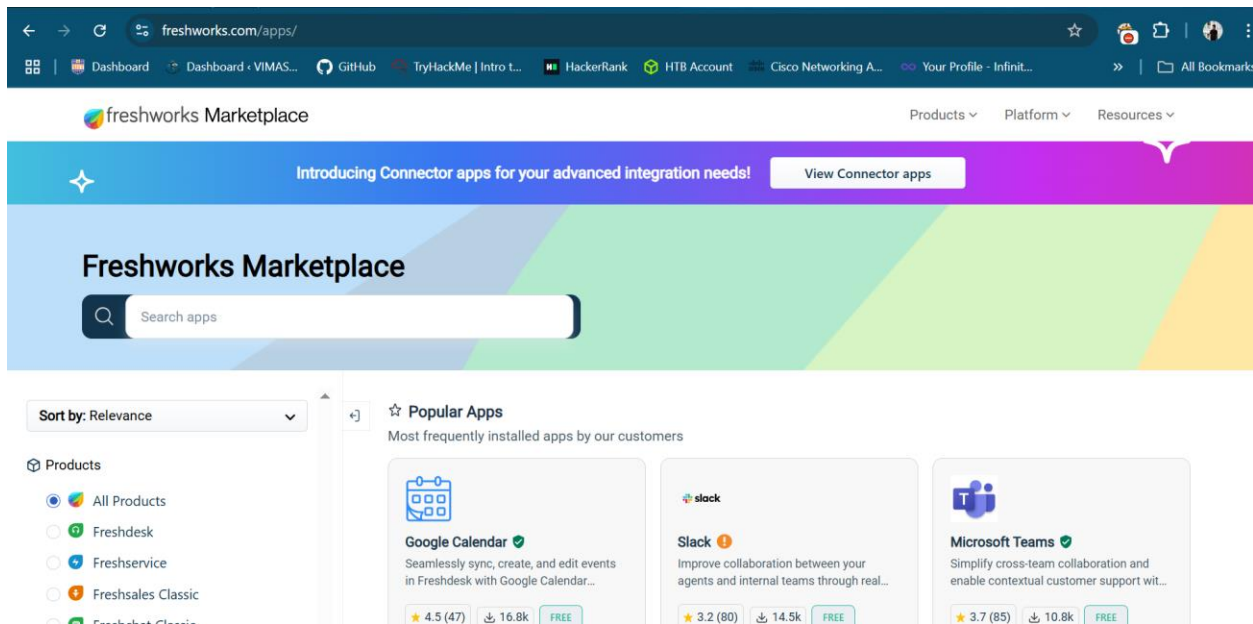 freshworks.com/apps/
Dashboard Dashboard ‹ VIMAS... GitHub TryHackMe | Intro t... HackerRank HTB Account Cisco Networking A... Your Profile - Infinit... » All Bookmarks
freshworks Marketplace Products Platform Resources
Introducing Connector apps for your advanced integration needs! View Connector apps
Freshworks Marketplace
Search apps
Sort by: Relevance
Products
All Products
Freshdesk
Freshservice
Freshsales Classic
Freshchat Classic
Popular Apps
Most frequently installed apps by our customers
Google Calendar
Seamlessly sync, create, and edit events
in Freshdesk with Google Calendar...
4.5 (47) 16.8k FREE
slack
Slack
Improve collaboration between your
agents and internal teams through real...
3.2 (80) 14.5k FREE
T
Microsoft Teams
Simplify cross-team collaboration and
enable contextual customer support wit...
3.7 (85) 10.8k FREE